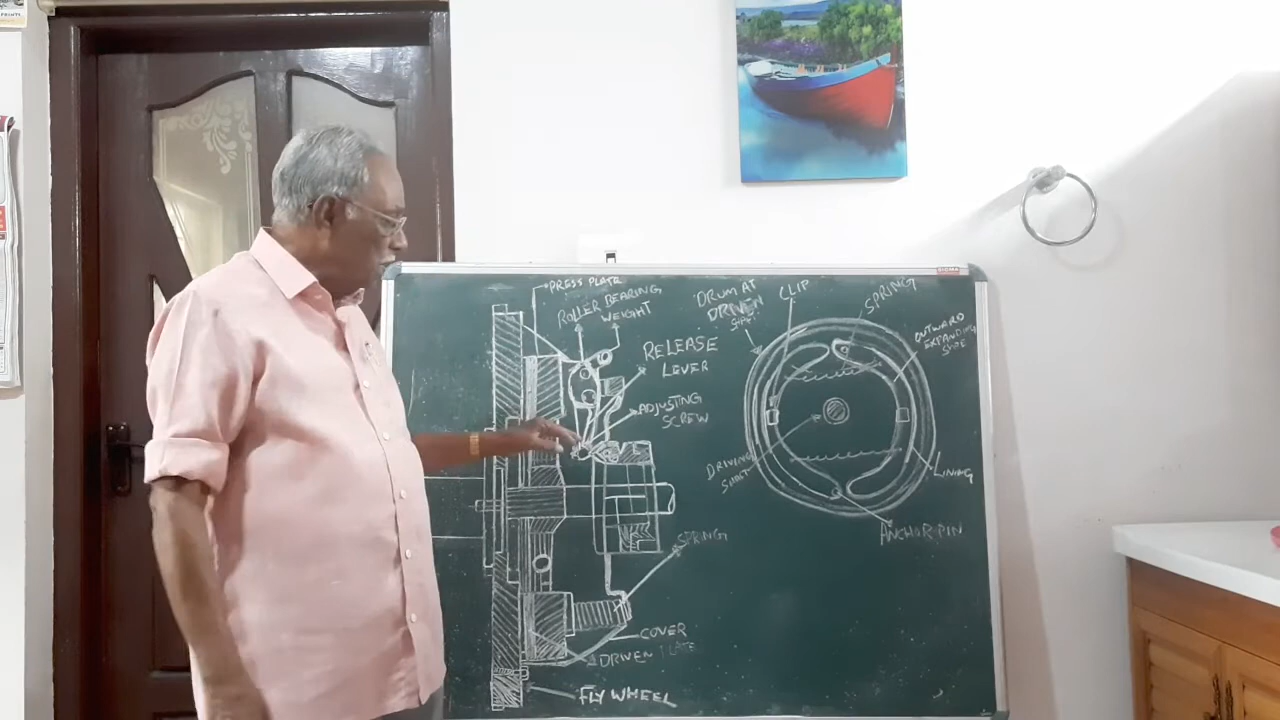 PRESS PLATE
ROLLER BEARING
WEIGHT
RELEASE
LEVER
ADJUSTING
SCREW
SPRING
COVER
DRIVEN PLATE
FLY WHEEL
DRUM AT
DRIVEN
SHAFT
CLIP
SPRING
OUTWARD
EXPANDING
SHOE
DRIVING
SHAFT
LINING
ANCHOR PIN
SIGMA